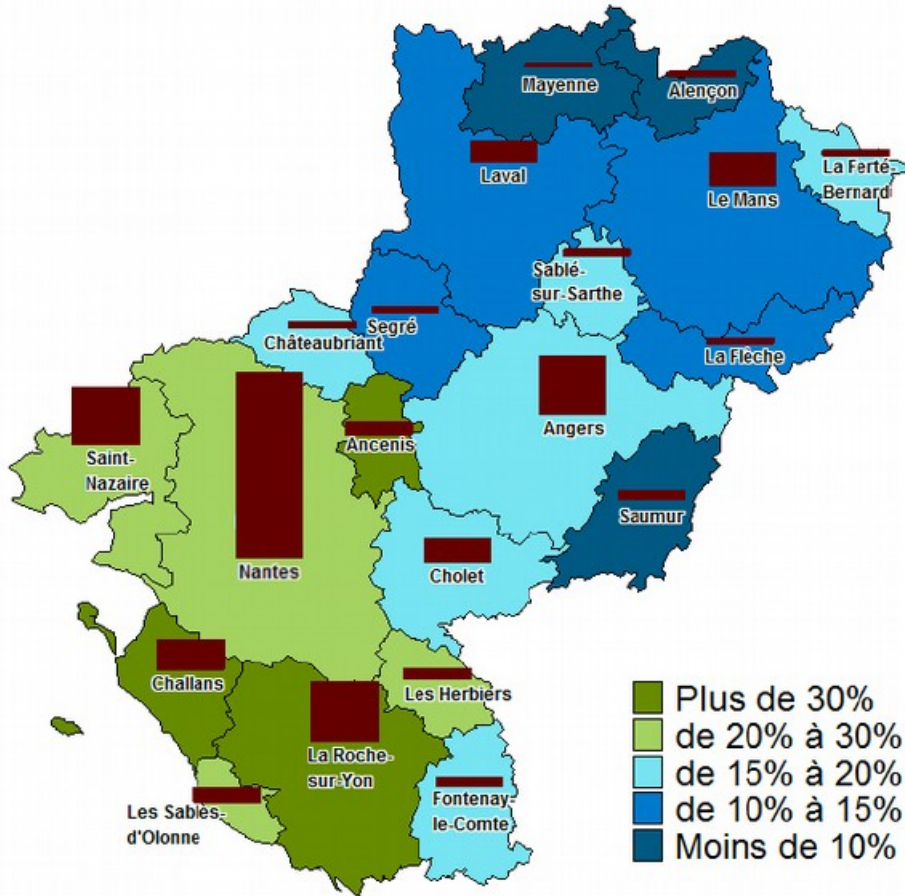 Mayenne
Alençon
Laval
Le Mans
La Ferté-
Bernard
Sablé-
sur-Sarthe
Segré
Châteaubriant
La Flèche
Angers
Ancenis
Saint-
Nazaire
Saumur
Nantes
Cholet
Challans
Les Herbiers
La Roche-
sur-Yon
Les Sables-
d'Olonne
Fontenay-
le-Comte
Plus de 30%
de 20% à 30%
de 15% à 20%
de 10% à 15%
Moins de 10%